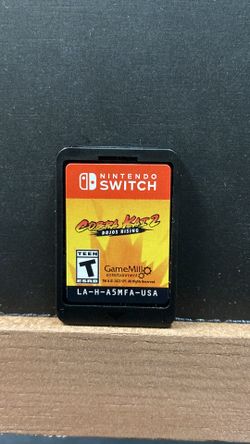 NINTENDO
SWITCH
COBRA KAI 2
DOJOS RISING
TEEN
T
ESRB
GameMill
entertainment
LA-H-A5MFA-USA